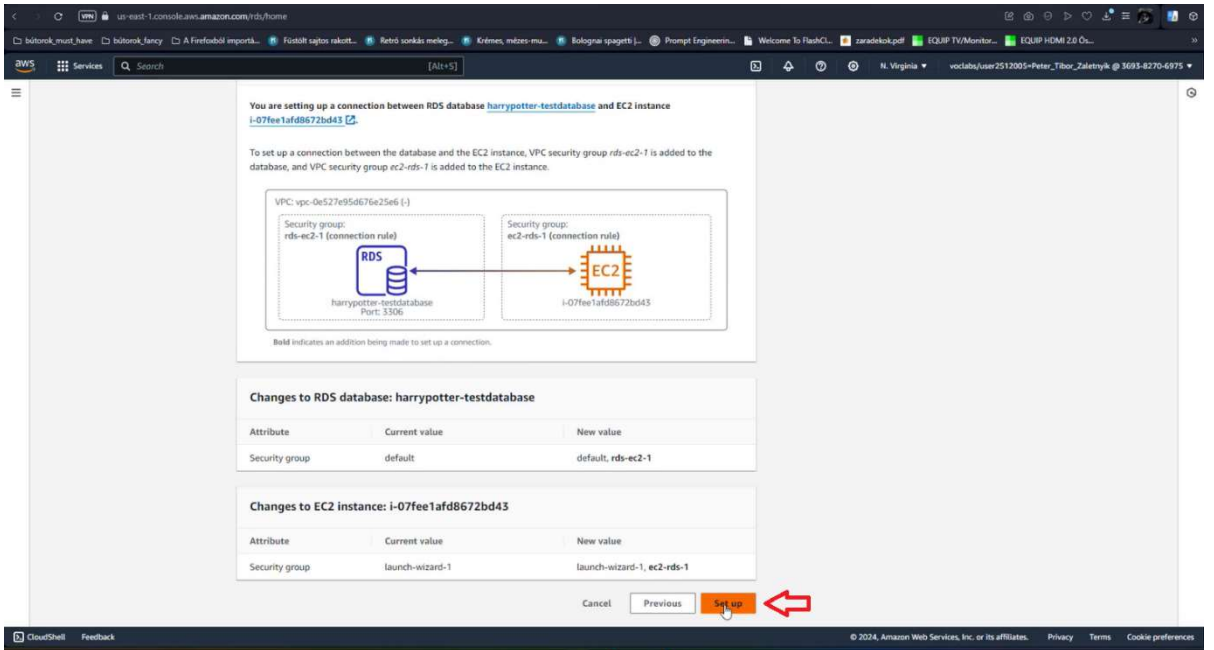 VPN us-east-1.console.aws.amazon.com/rds/home
bútorok_must_have bútorok_fancy A Firefoxból importá... Füstölt sajtos rakott... Retró sonkás meleg... Krémes, mézes-mu... Bolognai spagetti |... Prompt Engineerin... Welcome To FlashCl... zaradekok.pdf EQUIP TV/Monitor... EQUIP HDMI 2.0 Ös... »
aws Services Search [Alt+S] N. Virginia voclabs/user2512005=Peter_Tibor_Zaletnyik @ 3693-8270-6975
You are setting up a connection between RDS database harrypotter-testdatabase and EC2 instance
i-07fee1afd8672bd43.
To set up a connection between the database and the EC2 instance, VPC security group rds-ec2-1 is added to the
database, and VPC security group ec2-rds-1 is added to the EC2 instance.
VPC: vpc-0e527e95d676e25e6 (-)
Security group:
rds-ec2-1 (connection rule)
RDS
harrypotter-testdatabase
Port: 3306
Security group:
ec2-rds-1 (connection rule)
EC2
i-07fee1afd8672bd43
Bold indicates an addition being made to set up a connection.
Changes to RDS database: harrypotter-testdatabase
Attribute Current value New value
Security group default default, rds-ec2-1
Changes to EC2 instance: i-07fee1afd8672bd43
Attribute Current value New value
Security group launch-wizard-1 launch-wizard-1, ec2-rds-1
Cancel Previous Set up
CloudShell Feedback © 2024, Amazon Web Services, Inc. or its affiliates. Privacy Terms Cookie preferences